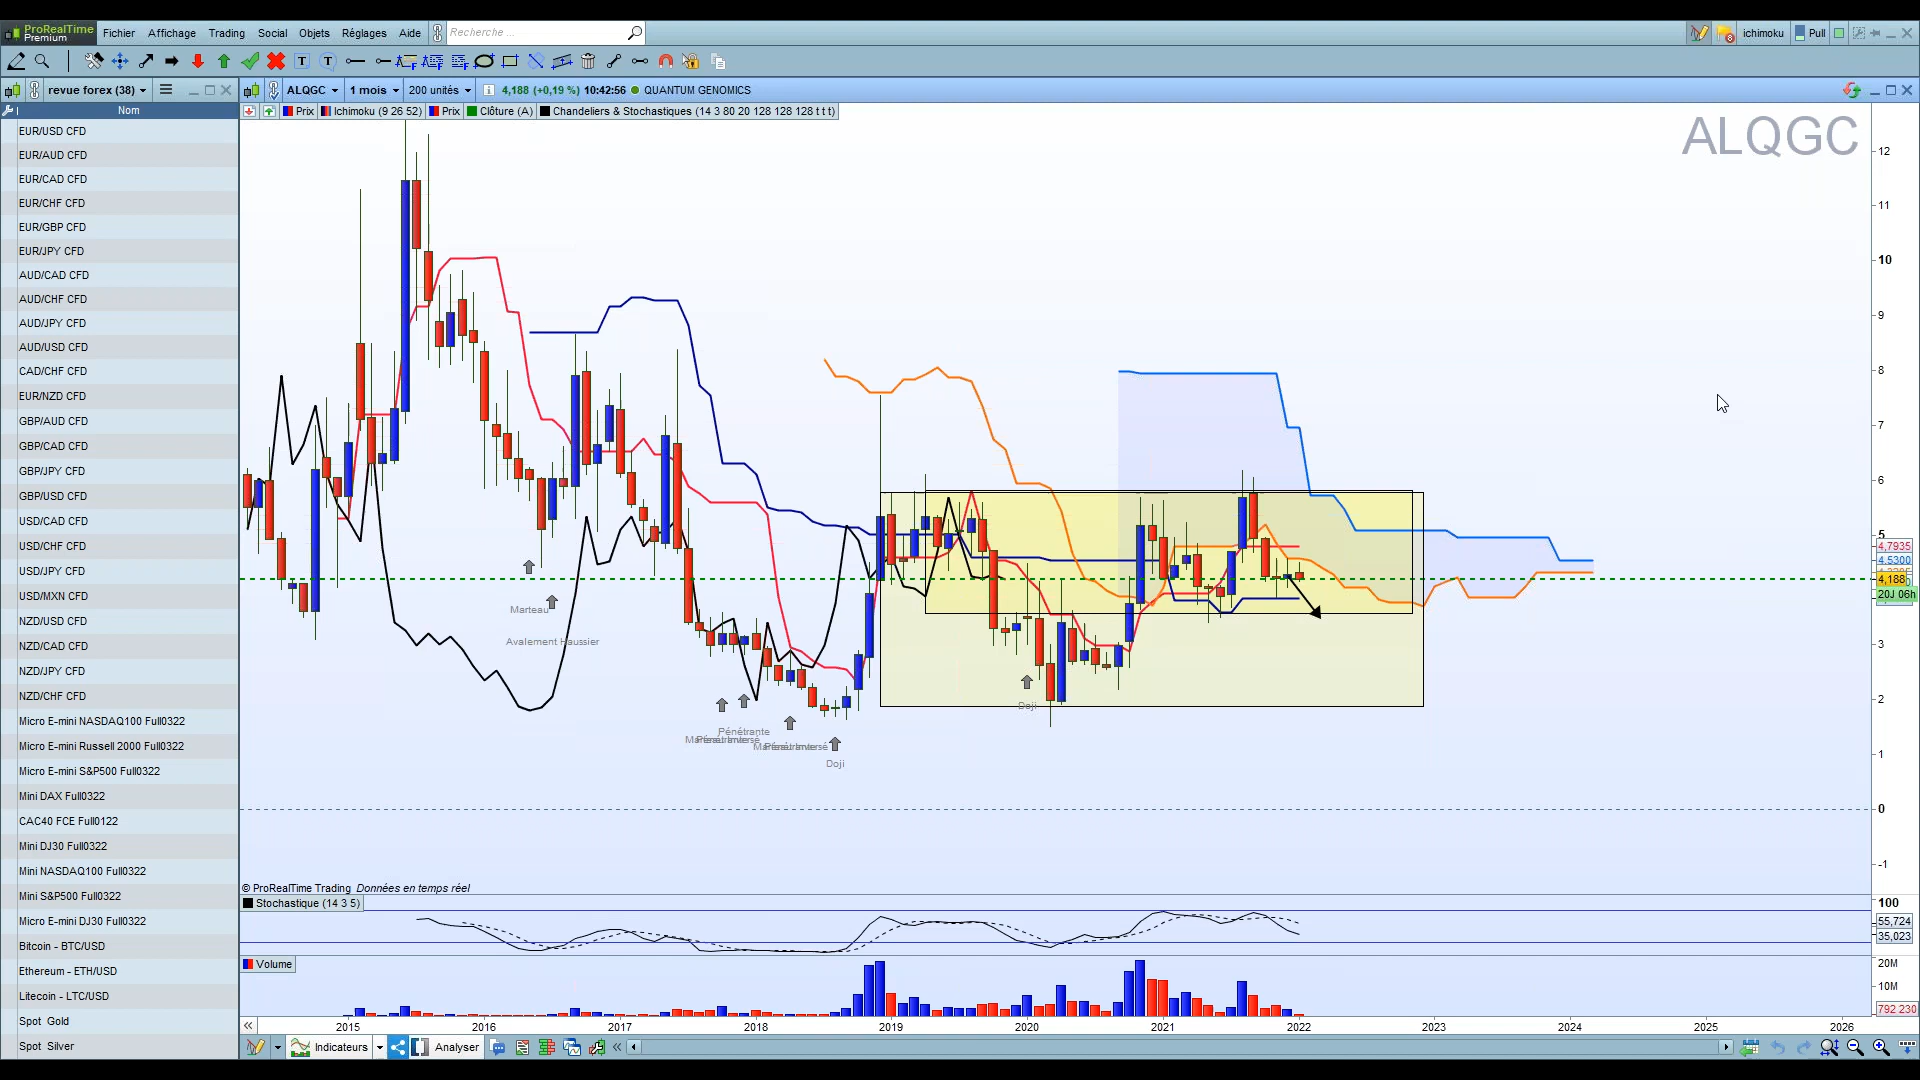 ProRealTime
Premium
Fichier Affichage Trading Social Objets Réglages Aide Recherche ... ichimoku Pull
revue forex (38) ALQGC 1 mois 200 unités 4,188 (+0,19 %) 10:42:56 QUANTUM GENOMICS
Nom
Prix Ichimoku (9 26 52) Prix Clôture (A) Chandeliers & Stochastiques (14 3 80 20 128 128 128 t t t)
ALQGC
EUR/USD CFD
EUR/AUD CFD
EUR/CAD CFD
EUR/CHF CFD
EUR/GBP CFD
EUR/JPY CFD
AUD/CAD CFD
AUD/CHF CFD
AUD/JPY CFD
AUD/USD CFD
CAD/CHF CFD
EUR/NZD CFD
GBP/AUD CFD
GBP/CAD CFD
GBP/JPY CFD
GBP/USD CFD
USD/CAD CFD
USD/CHF CFD
USD/JPY CFD
USD/MXN CFD
NZD/USD CFD
NZD/CAD CFD
NZD/JPY CFD
NZD/CHF CFD
Micro E-mini NASDAQ100 Full0322
Micro E-mini Russell 2000 Full0322
Micro E-mini S&P500 Full0322
Mini DAX Full0322
CAC40 FCE Full0122
Mini DJ30 Full0322
Mini NASDAQ100 Full0322
Mini S&P500 Full0322
Micro E-mini DJ30 Full0322
Bitcoin - BTC/USD
Ethereum - ETH/USD
Litecoin - LTC/USD
Spot Gold
Spot Silver
12
11
10
9
8
7
6
5
4,7935
4,5300
4,188
20J 06h
3
2
1
0
-1
Marteau
Avalement Haussier
Pénétrante
Doji
Doji
© ProRealTime Trading Données en temps réel
Stochastique (14 3 5)
100
55,724
35,023
Volume
20M
10M
792 230
2015 2016 2017 2018 2019 2020 2021 2022 2023 2024 2025 2026
Indicateurs Analyser